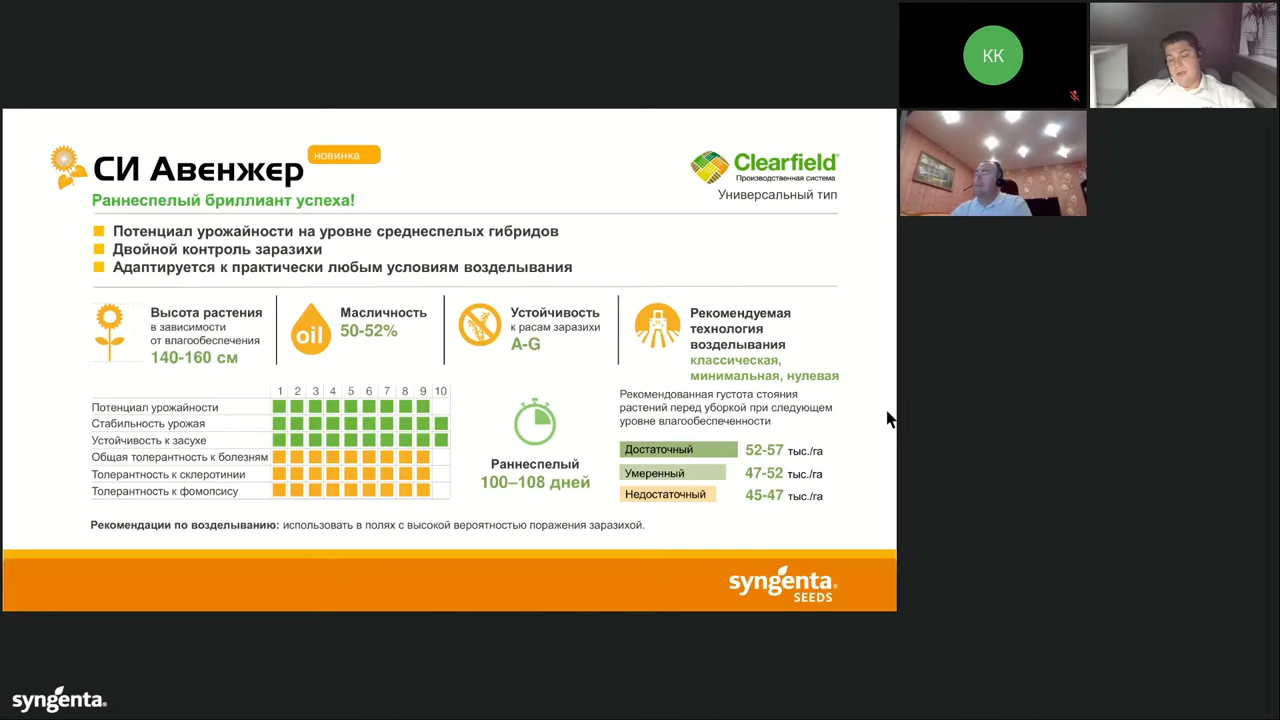 KK
СИ Авенжер
новинка
Раннеспелый бриллиант успеха!
Clearfield®
Производственная система
Универсальный тип
Потенциал урожайности на уровне среднеспелых гибридов
Двойной контроль заразихи
Адаптируется к практически любым условиям возделывания
Высота растения
в зависимости
от влагообеспечения
140-160 см
oil
Масличность
50-52%
Устойчивость
к расам заразихи
A-G
Рекомендуемая
технология
возделывания
классическая,
минимальная, нулевая
1 2 3 4 5 6 7 8 9 10
Потенциал урожайности
Стабильность урожая
Устойчивость к засухе
Общая толерантность к болезням
Толерантность к склеротинии
Толерантность к фомопсису
Раннеспелый
100–108 дней
Рекомендованная густота стояния
растений перед уборкой при следующем
уровне влагообеспеченности
Достаточный 52-57 тыс./га
Умеренный 47-52 тыс./га
Недостаточный 45-47 тыс./га
Рекомендации по возделыванию: использовать в полях с высокой вероятностью поражения заразихой.
syngenta®
SEEDS
syngenta®